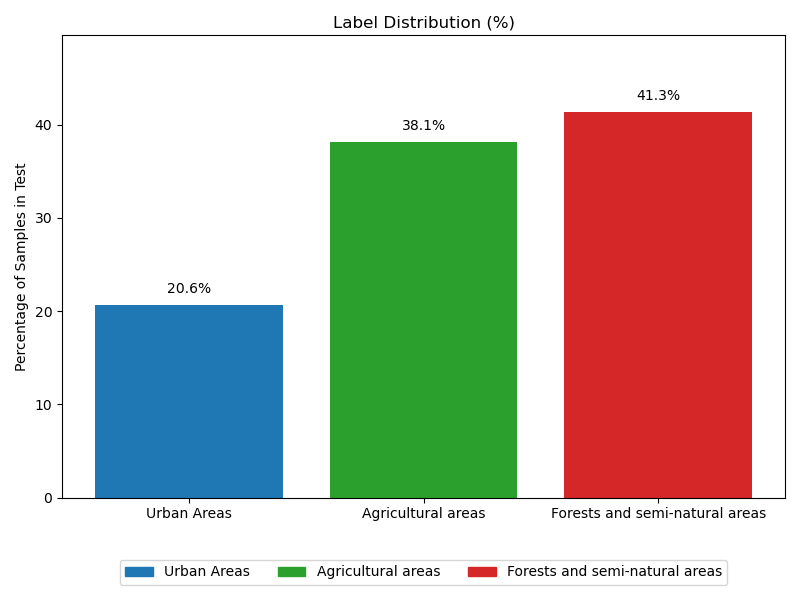 Label Distribution (%)
Percentage of Samples in Test
40
30
20
10
0
20.6%
38.1%
41.3%
Urban Areas
Agricultural areas
Forests and semi-natural areas
Urban Areas
Agricultural areas
Forests and semi-natural areas